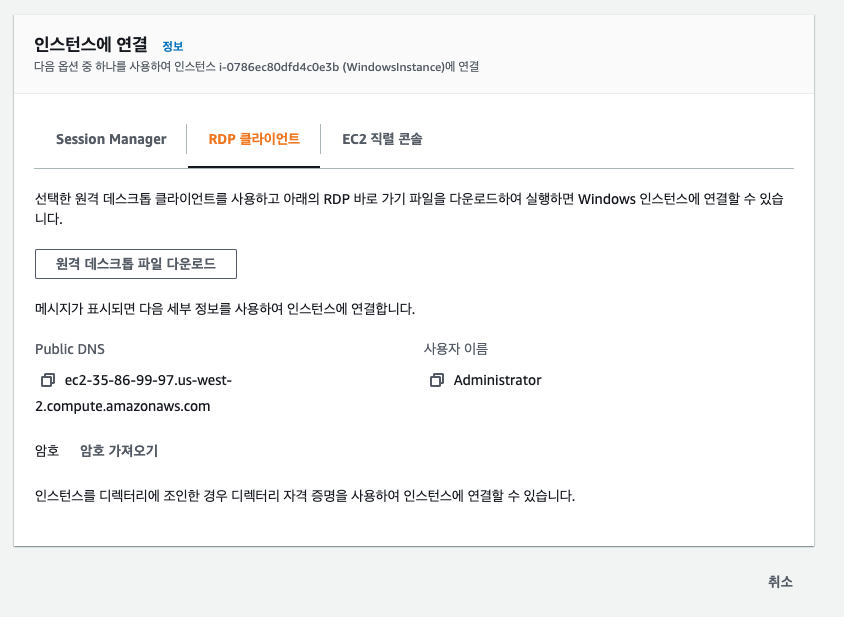 인스턴스에 연결 정보
다음 옵션 중 하나를 사용하여 인스턴스 i-0786ec80dfd4c0e3b (WindowsInstance)에 연결
Session Manager RDP 클라이언트 EC2 직렬 콘솔
선택한 원격 데스크톱 클라이언트를 사용하고 아래의 RDP 바로 가기 파일을 다운로드하여 실행하면 Windows 인스턴스에 연결할 수 있습
니다.
원격 데스크톱 파일 다운로드
메시지가 표시되면 다음 세부 정보를 사용하여 인스턴스에 연결합니다.
Public DNS 사용자 이름
ec2-35-86-99-97.us-west- Administrator
2.compute.amazonaws.com
암호 암호 가져오기
인스턴스를 디렉터리에 조인한 경우 디렉터리 자격 증명을 사용하여 인스턴스에 연결할 수 있습니다.
취소